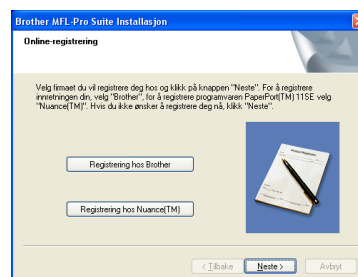 Brother MFL-Pro Suite Installasjon
Online-registrering
Velg firmaet du vil registrere deg hos og klikk på knappen "Neste". For å registrere
innretningen din, velg "Brother", for å registrere programvaren PaperPort(TM) 11SE velg
"Nuance(TM)". Hvis du ikke ønsker å registrere deg nå, klikk "Neste".
Registrering hos Brother
Registrering hos Nuance(TM)
< Tilbake
Neste >
Avbryt